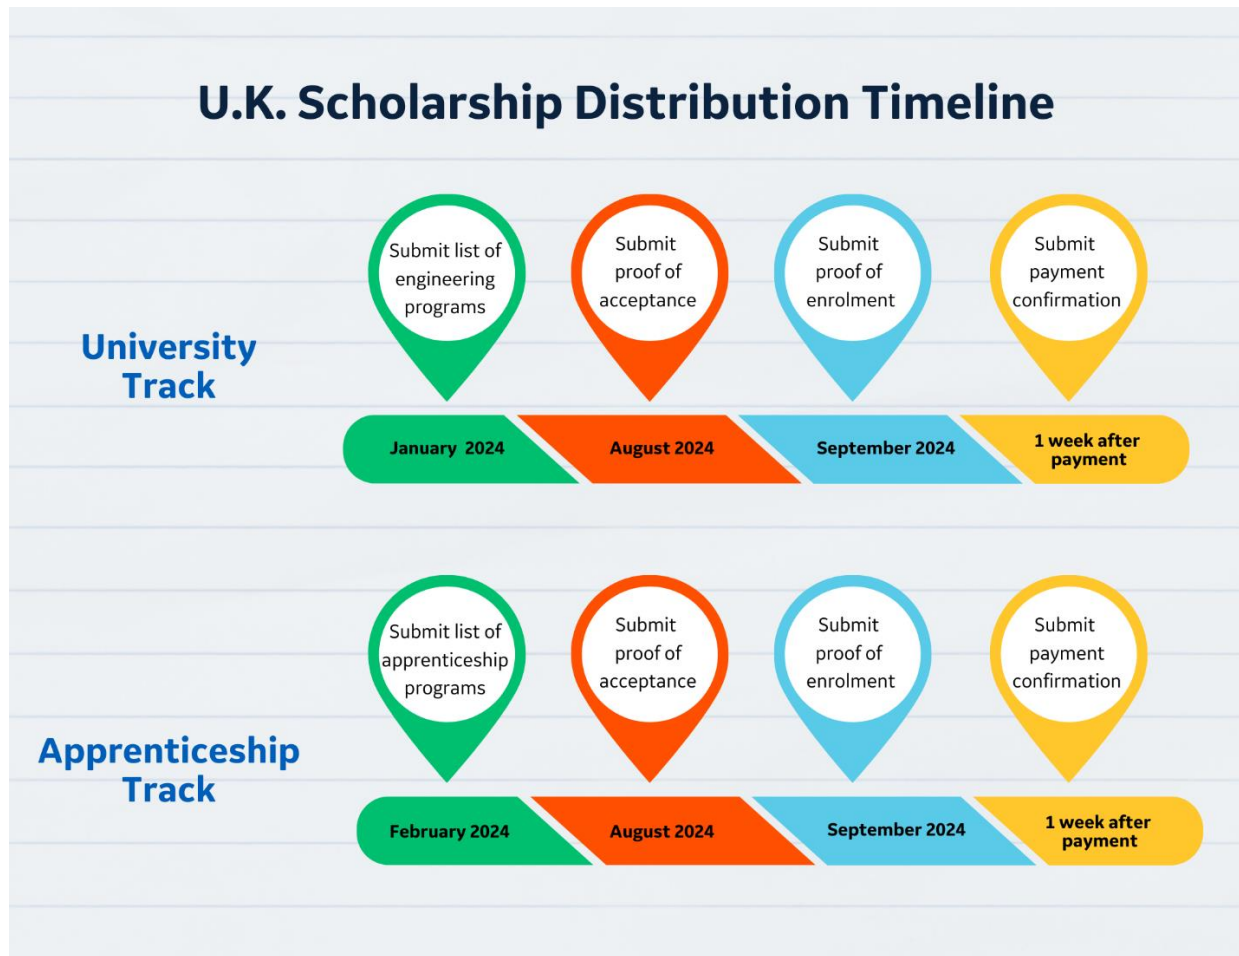 U.K. Scholarship Distribution Timeline
Submit list of
engineering
programs
Submit
proof of
acceptance
Submit
proof of
enrolment
Submit
payment
confirmation
University
Track
January 2024
August 2024
September 2024
1 week after
payment
Submit list of
apprenticeship
programs
Submit
proof of
acceptance
Submit
proof of
enrolment
Submit
payment
confirmation
Apprenticeship
Track
February 2024
August 2024
September 2024
1 week after
payment